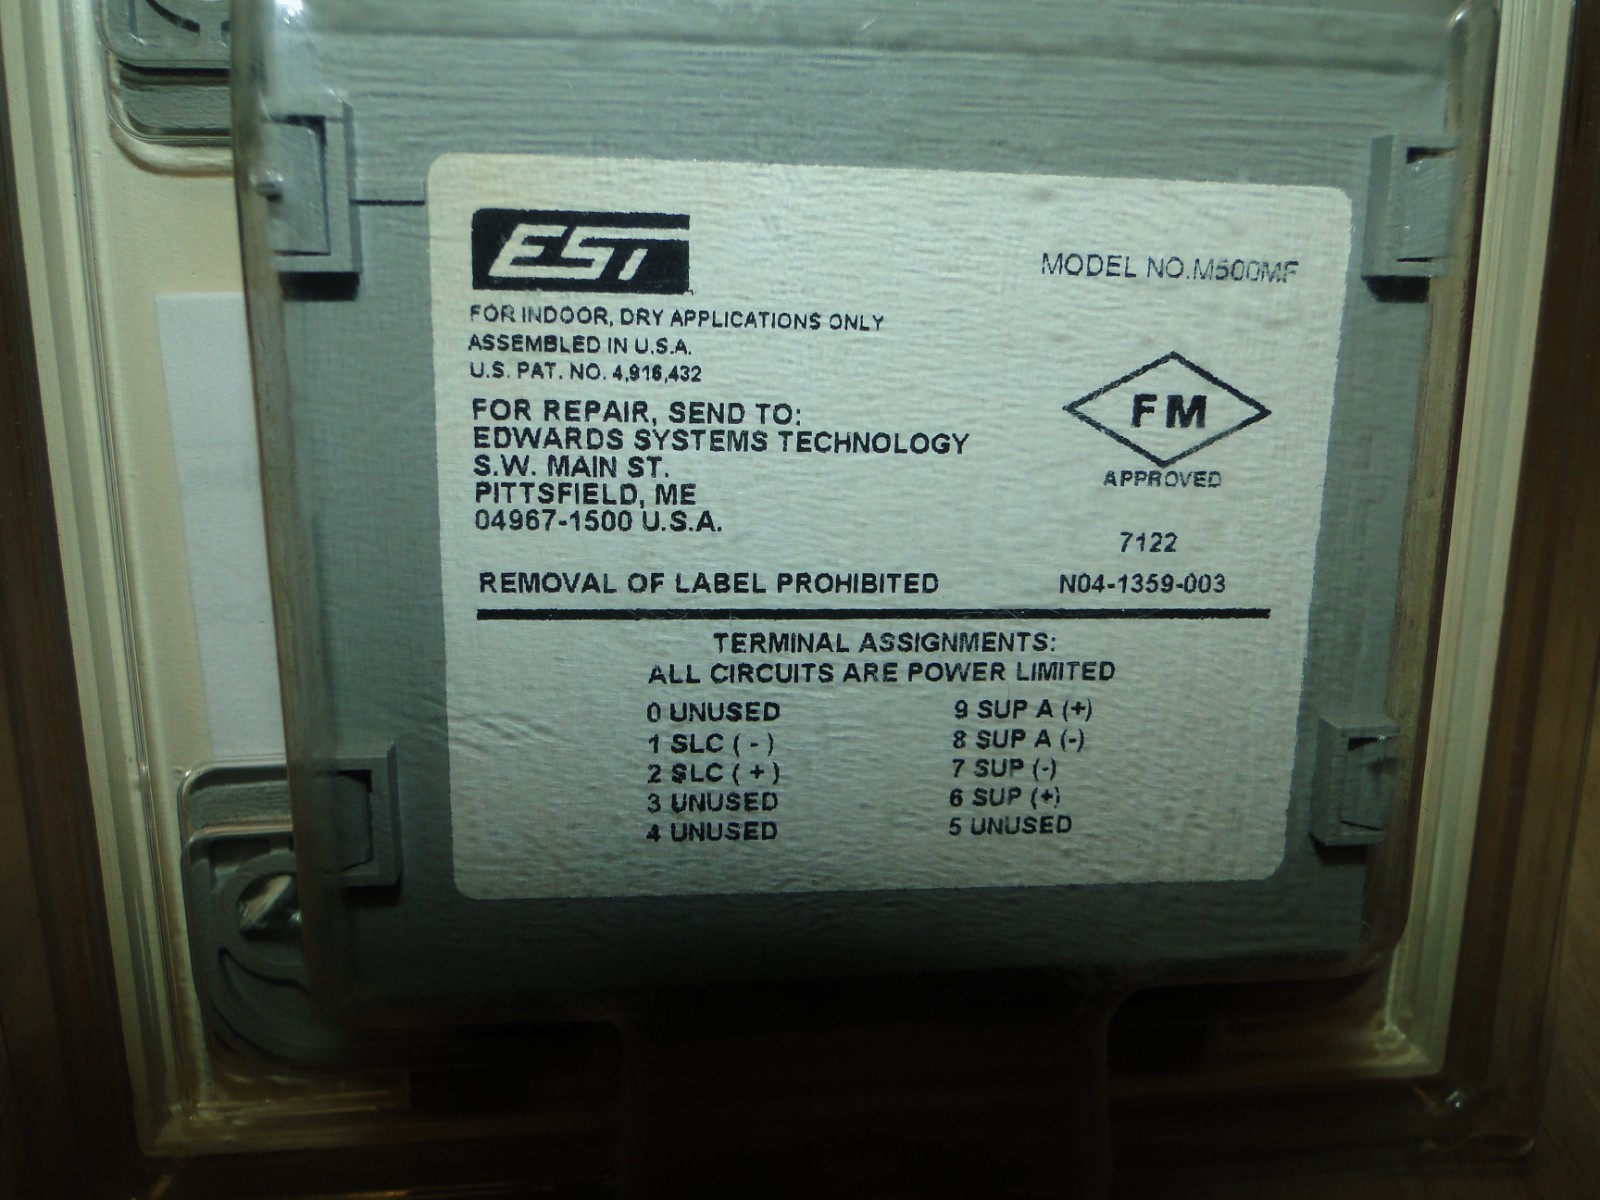 EST
MODEL NO.M500MF
FOR INDOOR, DRY APPLICATIONS ONLY
ASSEMBLED IN U.S.A.
U.S. PAT. NO. 4,916,432
FOR REPAIR, SEND TO:
EDWARDS SYSTEMS TECHNOLOGY
S.W. MAIN ST.
PITTSFIELD, ME
04967-1500 U.S.A.
FM
APPROVED
7122
REMOVAL OF LABEL PROHIBITED
N04-1359-003
TERMINAL ASSIGNMENTS:
ALL CIRCUITS ARE POWER LIMITED
0 UNUSED
1 SLC ( - )
2 SLC ( + )
3 UNUSED
4 UNUSED
9 SUP A (+)
8 SUP A (-)
7 SUP (-)
6 SUP (+)
5 UNUSED